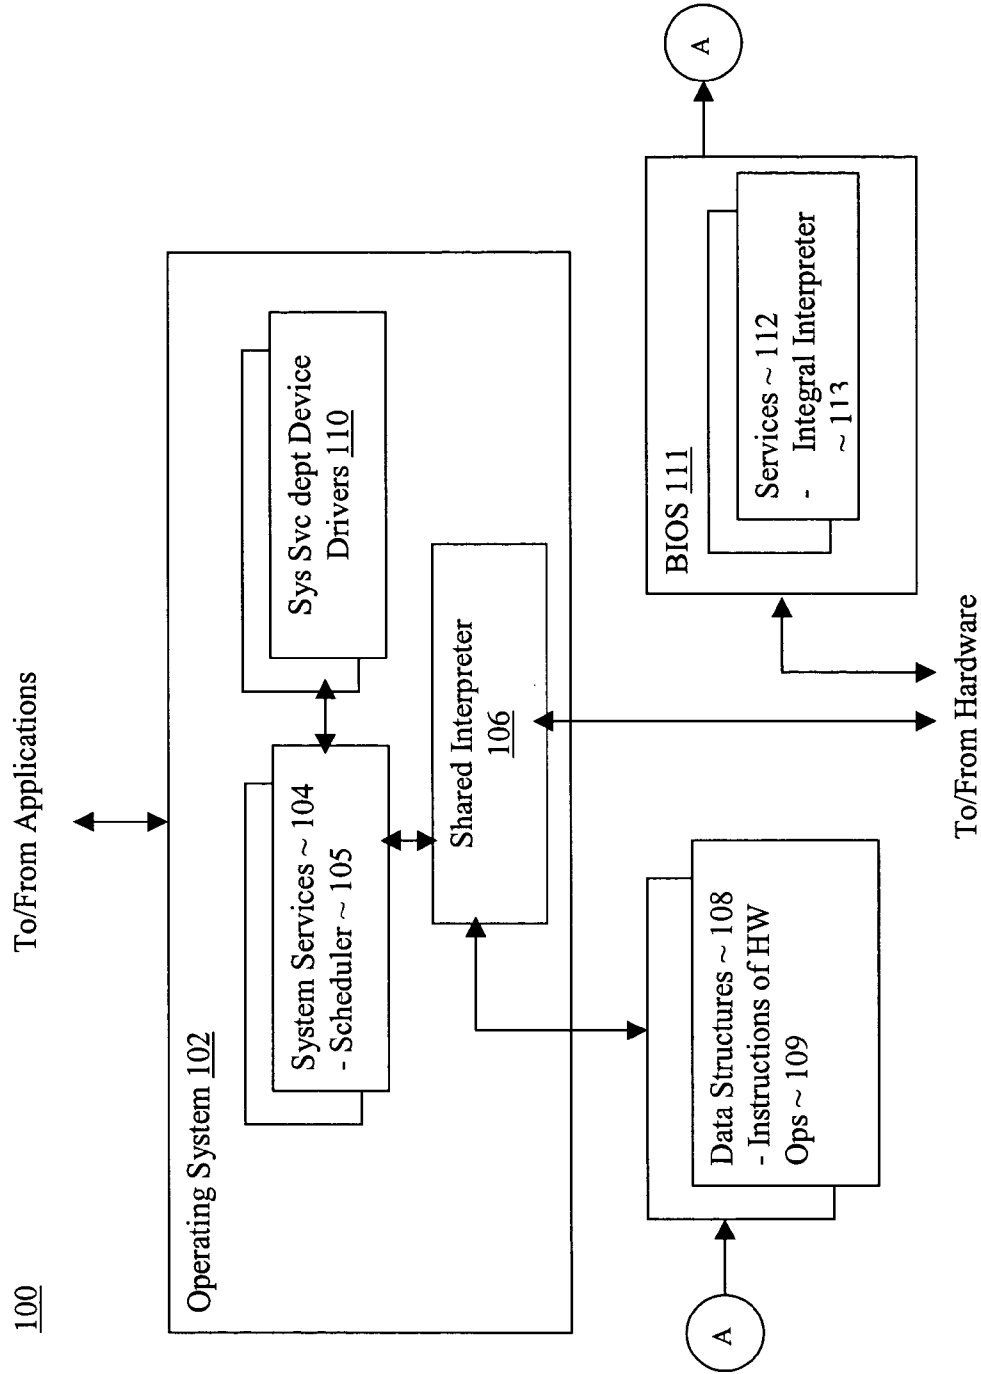 100
To/From Applications
Operating System 102
System Services ~ 104
- Scheduler ~ 105
Sys Svc dept Device
Drivers 110
Shared Interpreter
106
A
Data Structures ~ 108
- Instructions of HW
Ops ~ 109
BIOS 111
Services ~ 112
- Integral Interpreter
~ 113
A
To/From Hardware